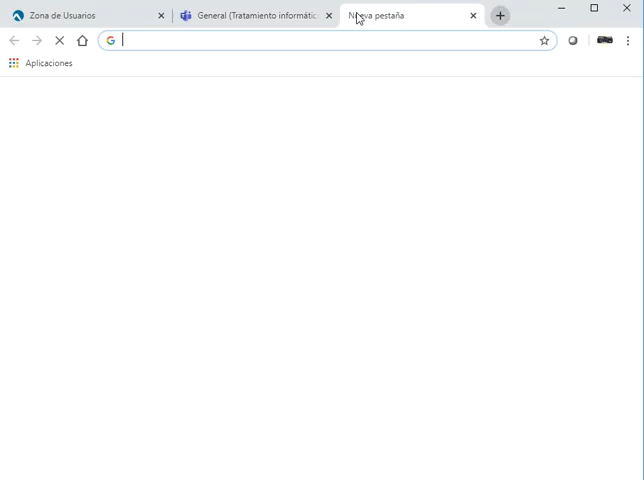 Zona de Usuarios
General (Tratamiento informátic
Nueva pestaña
Aplicaciones